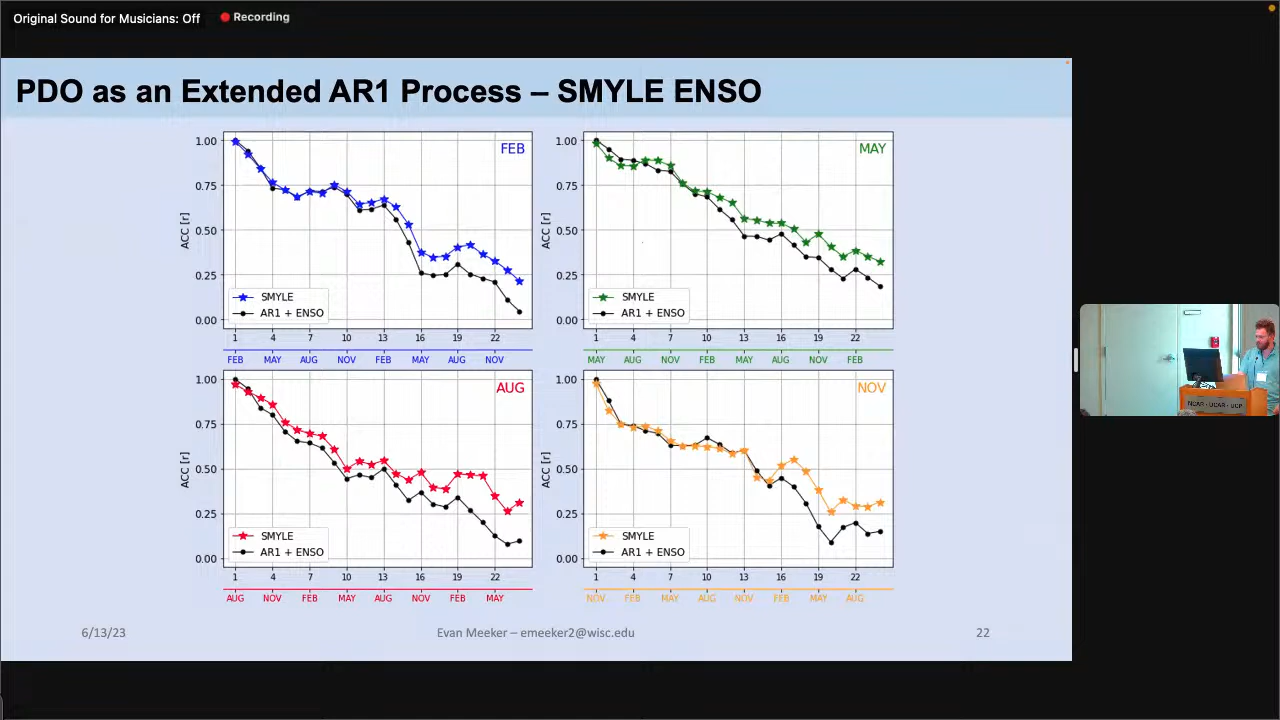 Original Sound for Musicians: Off
Recording
PDO as an Extended AR1 Process – SMYLE ENSO
1.00
0.75
0.50
0.25
0.00
ACC [r]
FEB
SMYLE
AR1 + ENSO
1 4 7 10 13 16 19 22
FEB MAY AUG NOV FEB MAY AUG NOV
1.00
0.75
0.50
0.25
0.00
ACC [r]
MAY
SMYLE
AR1 + ENSO
1 4 7 10 13 16 19 22
MAY AUG NOV FEB MAY AUG NOV FEB
1.00
0.75
0.50
0.25
0.00
ACC [r]
AUG
SMYLE
AR1 + ENSO
1 4 7 10 13 16 19 22
AUG NOV FEB MAY AUG NOV FEB MAY
1.00
0.75
0.50
0.25
0.00
ACC [r]
NOV
SMYLE
AR1 + ENSO
1 4 7 10 13 16 19 22
NOV FEB MAY AUG NOV FEB MAY AUG
6/13/23
Evan Meeker – emeeker2@wisc.edu
22
NCAR - UCAR - UCP